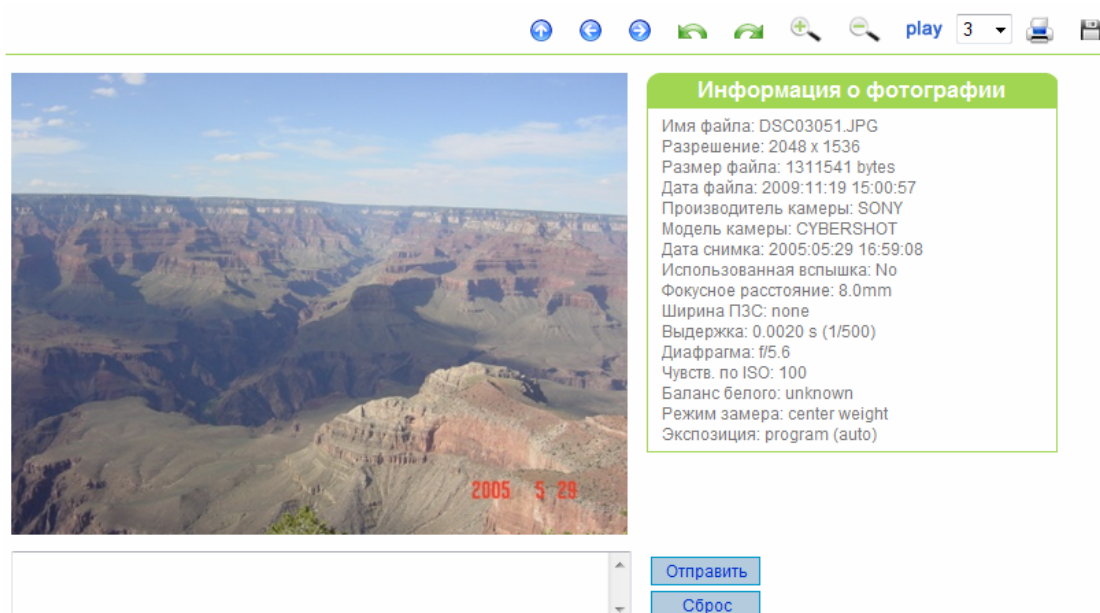 play 3
Информация о фотографии
Имя файла: DSC03051.JPG
Разрешение: 2048 x 1536
Размер файла: 1311541 bytes
Дата файла: 2009:11:19 15:00:57
Производитель камеры: SONY
Модель камеры: CYBERSHOT
Дата снимка: 2005:05:29 16:59:08
Использованная вспышка: No
Фокусное расстояние: 8.0mm
Ширина ПЗС: none
Выдержка: 0.0020 s (1/500)
Диафрагма: f/5.6
Чувств. по ISO: 100
Баланс белого: unknown
Режим замера: center weight
Экспозиция: program (auto)
2005 5 29
Отправить
Сброс